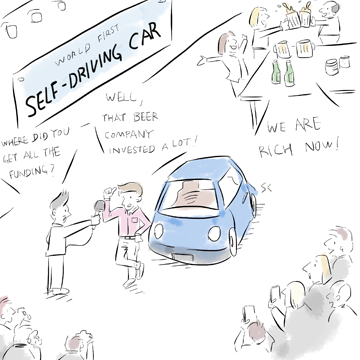 WORLD FIRST
SELF-DRIVING CAR
WHERE DID YOU
GET ALL THE
FUNDING?
WELL,
THAT BEER
COMPANY
INVESTED A LOT!
WE ARE
RICH NOW!